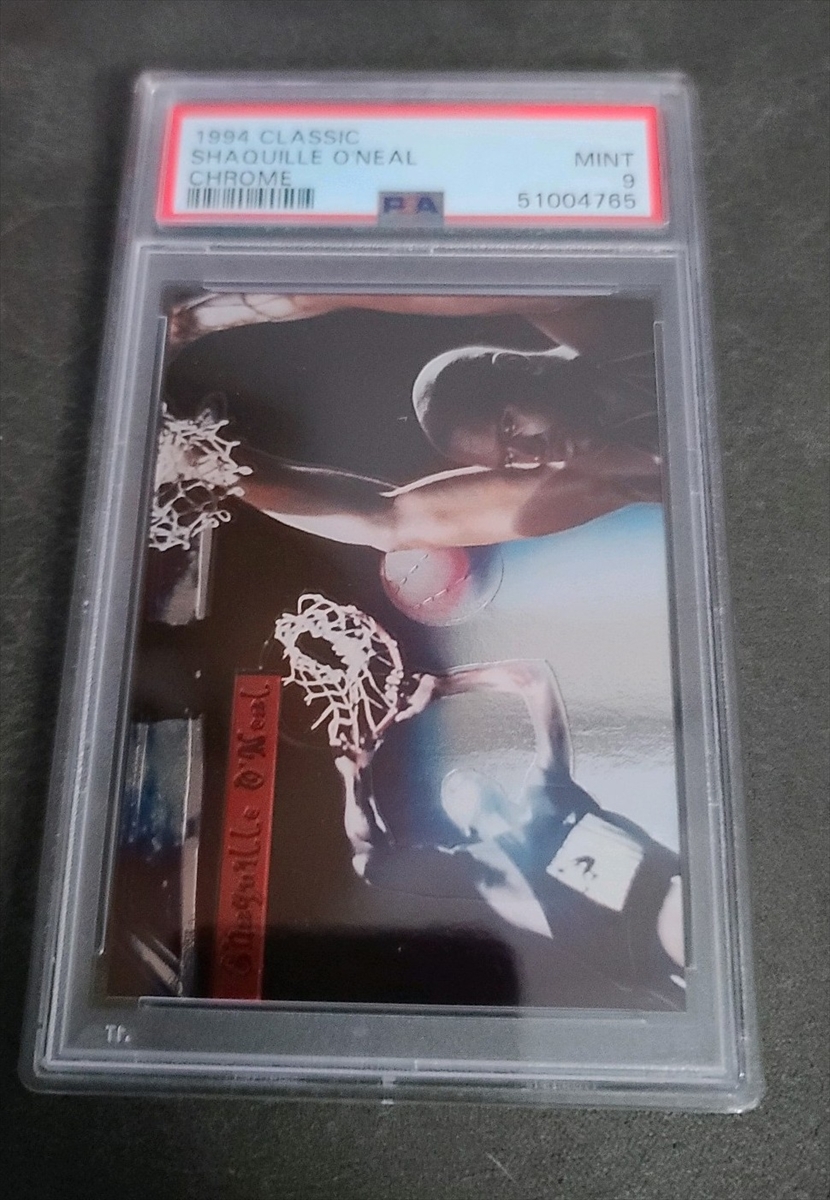 1994 CLASSIC
SHAQUILLE O'NEAL
CHROME
MINT
9
51004765
PSA
Shaquille O'Neal